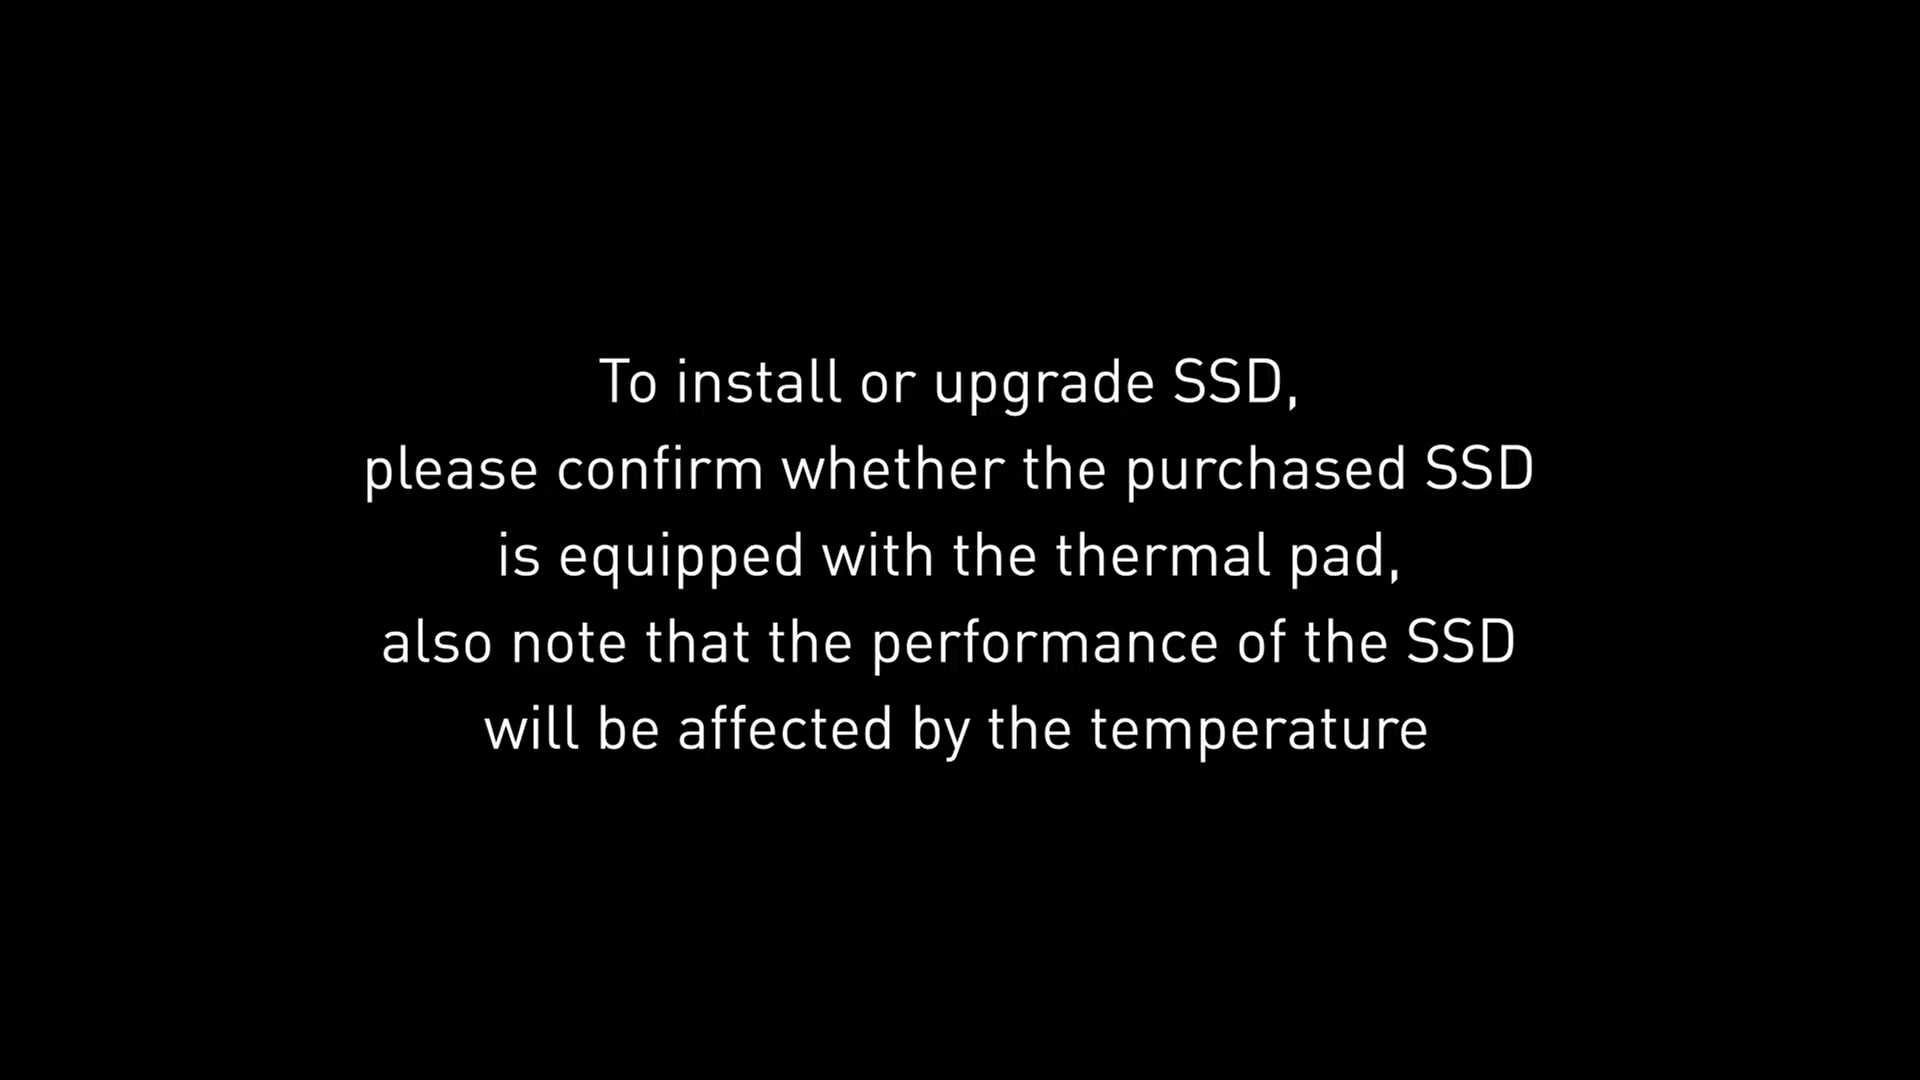 To install or upgrade SSD,
please confirm whether the purchased SSD
is equipped with the thermal pad,
also note that the performance of the SSD
will be affected by the temperature